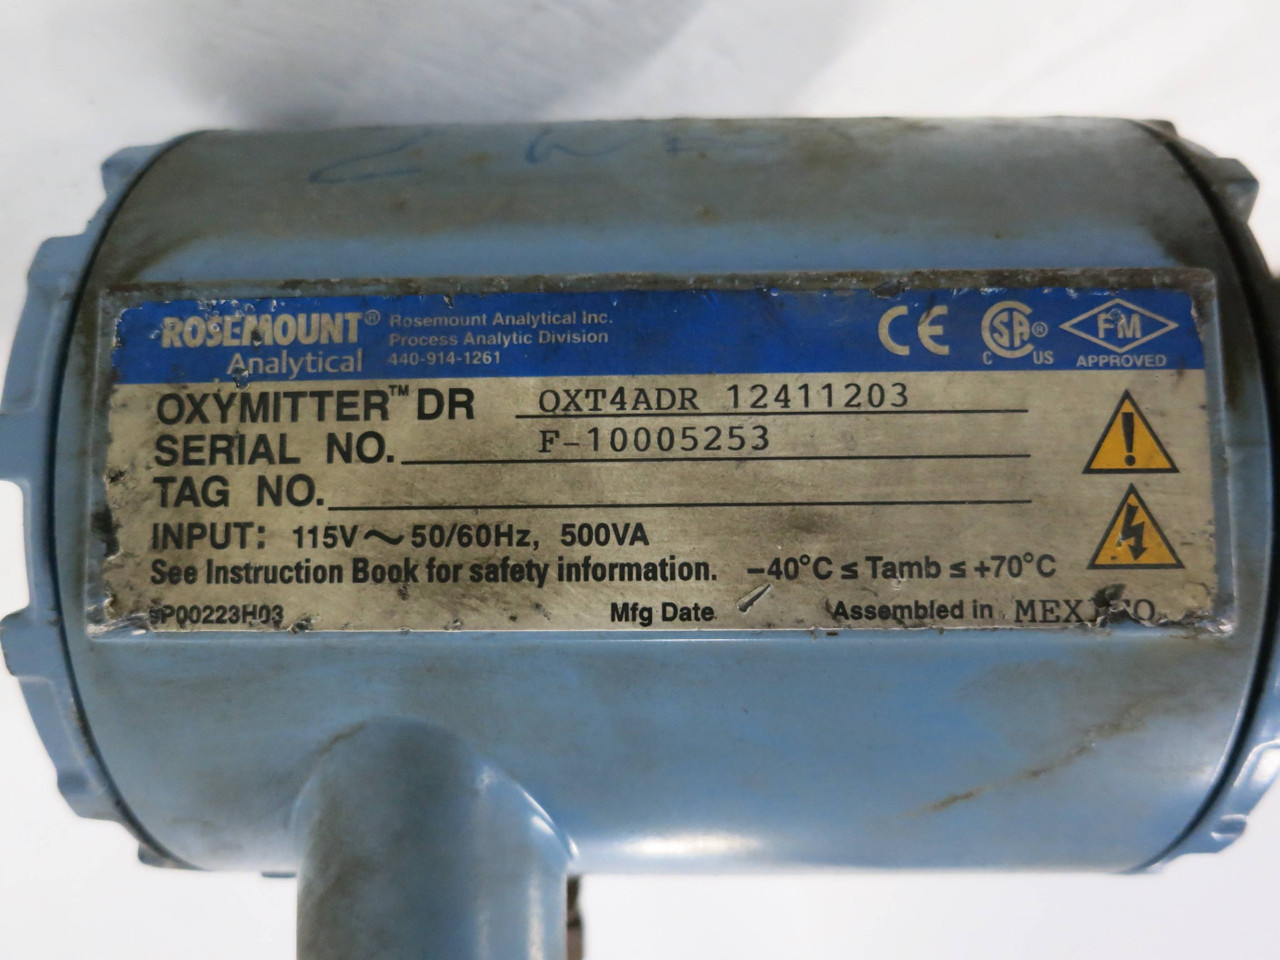 ROSEMOUNT® Rosemount Analytical Inc.
Analytical Process Analytic Division
440-914-1261
CE CSA® C US FM APPROVED
OXYMITTER™ DR OXT4ADR 12411203
SERIAL NO. F-10005253
TAG NO.
INPUT: 115V ~ 50/60Hz, 500VA
See Instruction Book for safety information. –40°C ≤ Tamb ≤ +70°C
Mfg Date Assembled in MEXICO